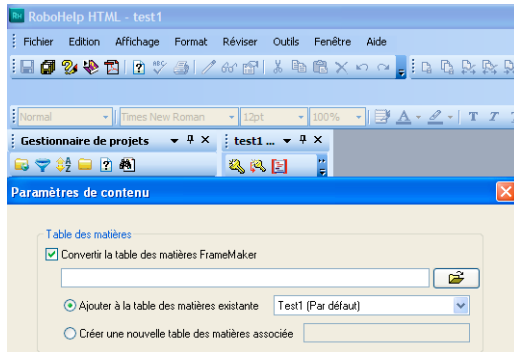 RoboHelp HTML - test1
Fichier Edition Affichage Format Réviser Outils Fenêtre Aide
Normal Times New Roman 12pt 100% T T
Gestionnaire de projets test1 ...
Paramètres de contenu
Table des matières
Convertir la table des matières FrameMaker
Ajouter à la table des matières existante Test1 (Par défaut)
Créer une nouvelle table des matières associée